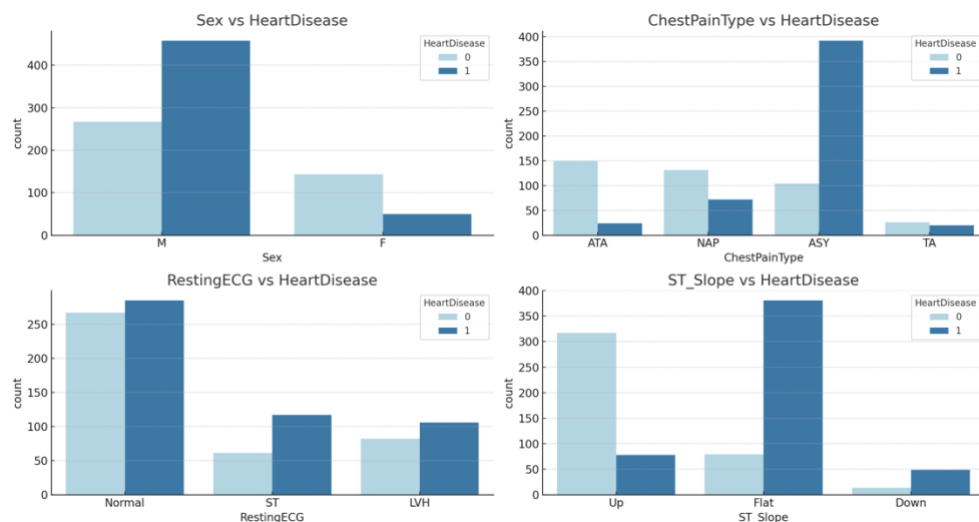 Sex vs HeartDisease
HeartDisease
0
1
400
300
200
100
0
count
M
F
Sex
ChestPainType vs HeartDisease
HeartDisease
0
1
400
350
300
250
200
150
100
50
0
count
ATA
NAP
ASY
TA
ChestPainType
RestingECG vs HeartDisease
HeartDisease
0
1
250
200
150
100
50
0
count
Normal
ST
LVH
RestingECG
ST_Slope vs HeartDisease
HeartDisease
0
1
400
350
300
250
200
150
100
50
0
count
Up
Flat
Down
ST_Slope